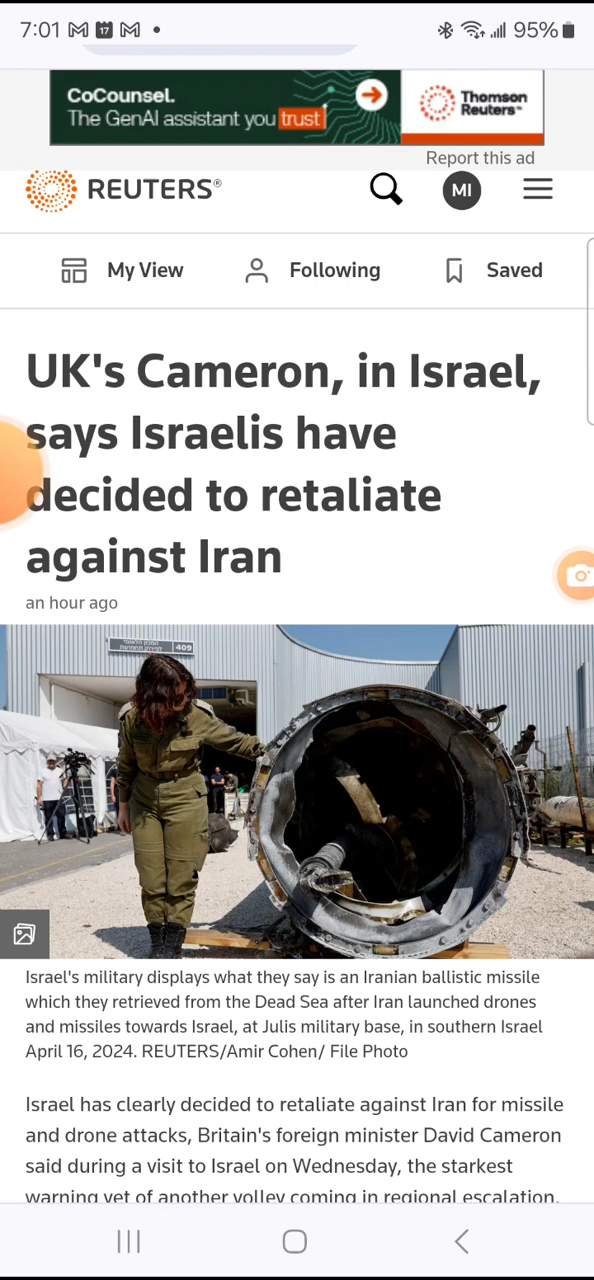 7:01
17
95%
CoCounsel.
The GenAI assistant you trust
Thomson
Reuters™
Report this ad
REUTERS®
MI
My View
Following
Saved
UK's Cameron, in Israel,
says Israelis have
decided to retaliate
against Iran
an hour ago
409
Israel's military displays what they say is an Iranian ballistic missile
which they retrieved from the Dead Sea after Iran launched drones
and missiles towards Israel, at Julis military base, in southern Israel
April 16, 2024. REUTERS/Amir Cohen/ File Photo
Israel has clearly decided to retaliate against Iran for missile
and drone attacks, Britain's foreign minister David Cameron
said during a visit to Israel on Wednesday, the starkest
warning yet of another volley coming in regional escalation,